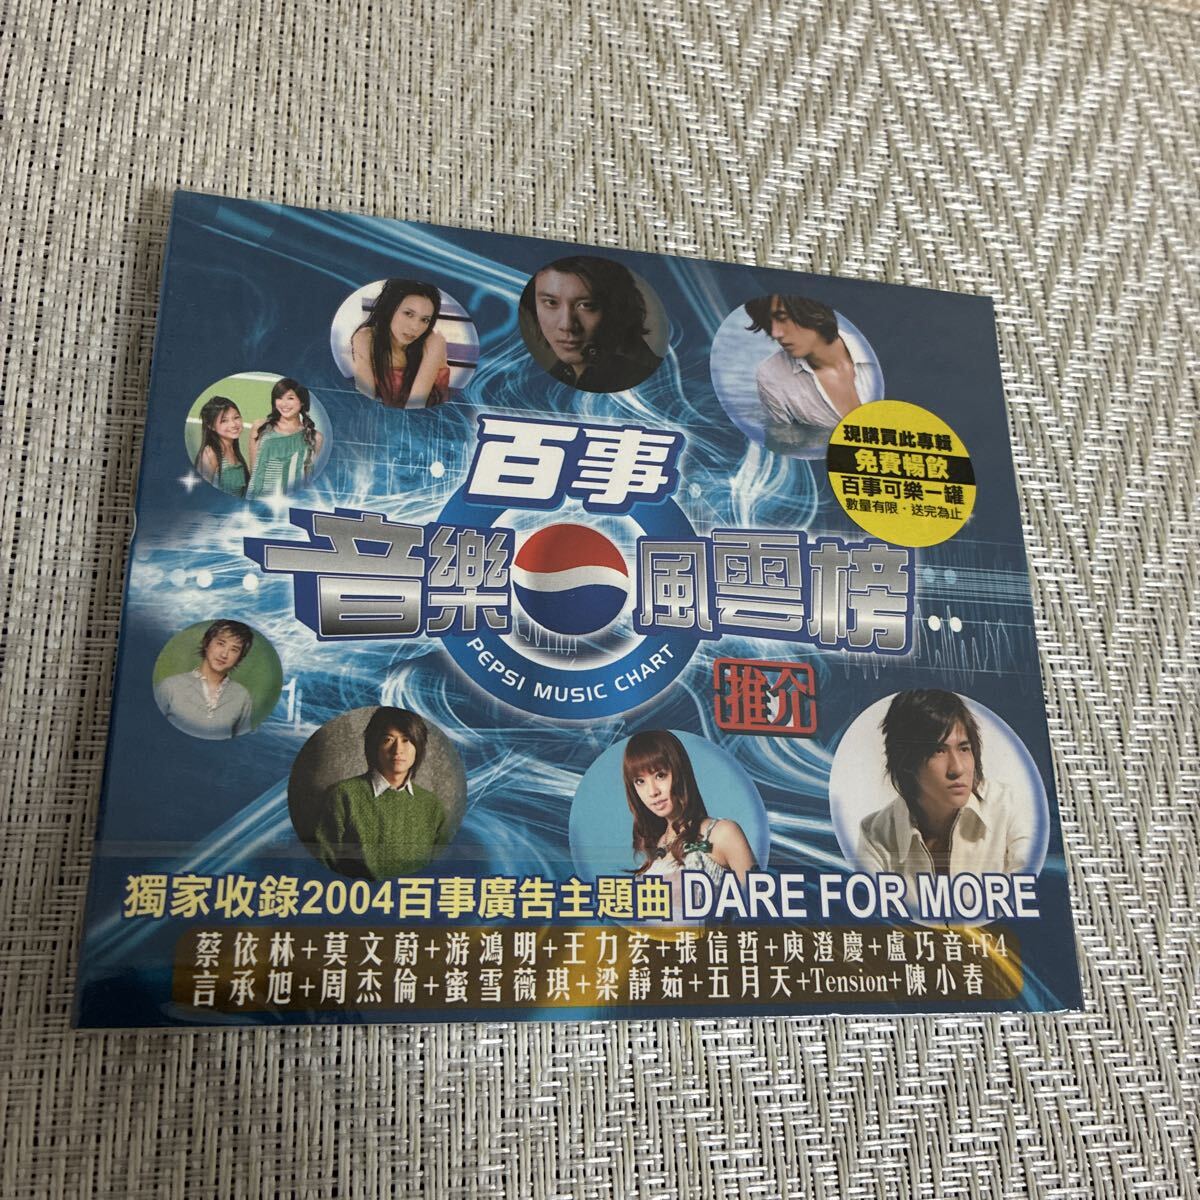 百事
現購買此專輯
免費暢飲
百事可樂一罐
數量有限・送完為止
音樂風雲榜
PEPSI MUSIC CHART
推介
獨家收錄2004百事廣告主題曲 DARE FOR MORE
蔡依林+莫文蔚+游鴻明+王力宏+張信哲+庾澄慶+盧巧音+F4
言承旭+周杰倫+蜜雪薇琪+梁靜茹+五月天+Tension+陳小春